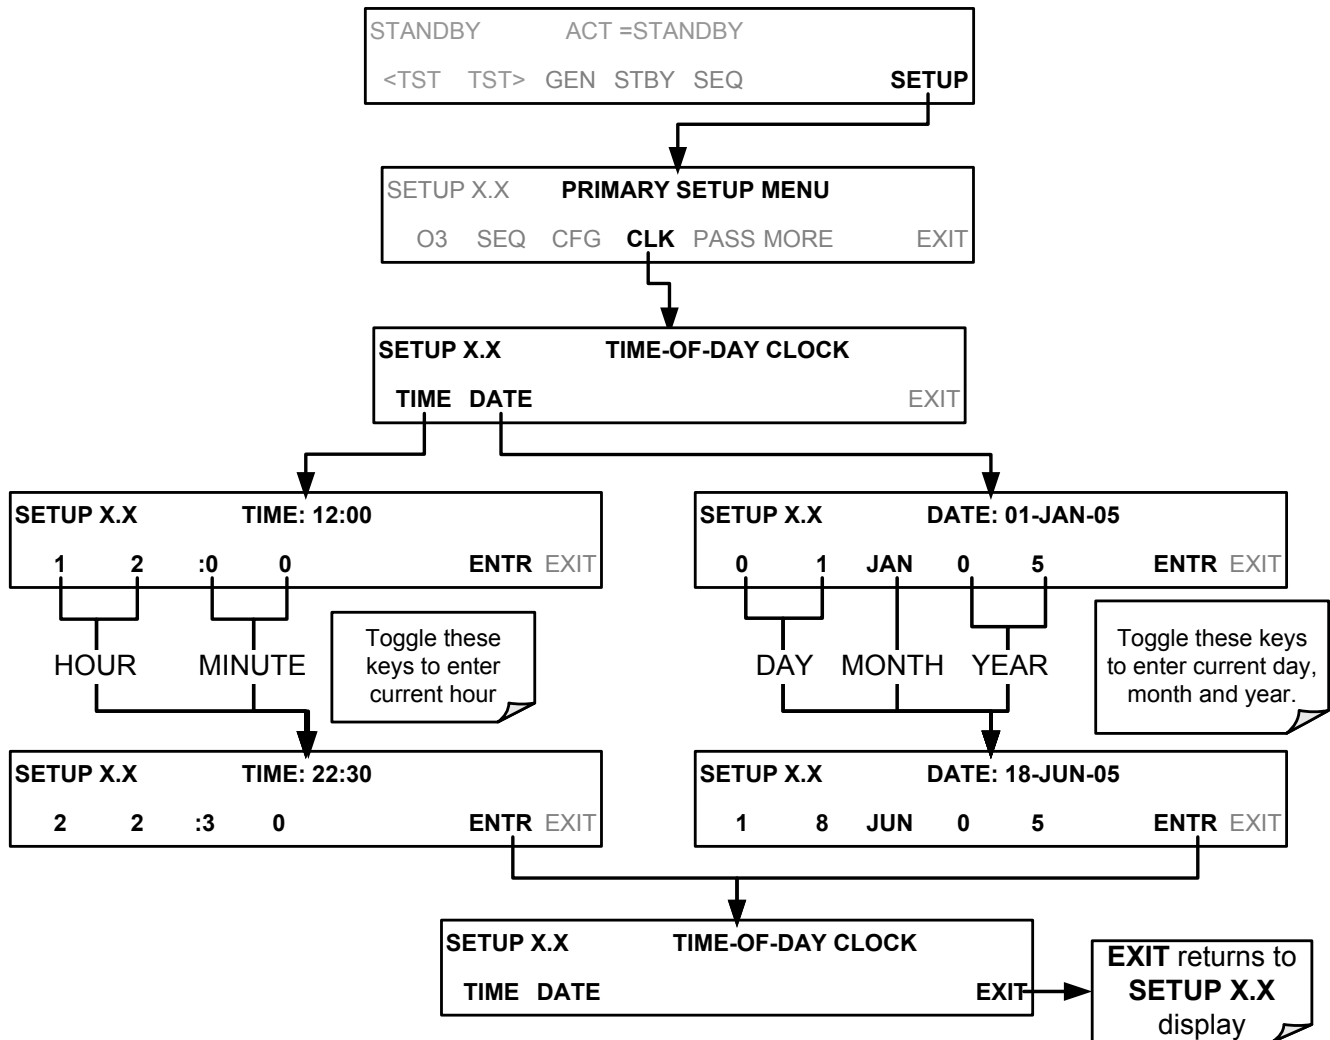 STANDBY ACT =STANDBY
<TST TST> GEN STBY SEQ SETUP
SETUP X.X PRIMARY SETUP MENU
O3 SEQ CFG CLK PASS MORE EXIT
SETUP X.X TIME-OF-DAY CLOCK
TIME DATE EXIT
SETUP X.X TIME: 12:00
1 2 :0 0 ENTR EXIT
HOUR MINUTE
Toggle these
keys to enter
current hour
SETUP X.X DATE: 01-JAN-05
0 1 JAN 0 5 ENTR EXIT
DAY MONTH YEAR
Toggle these keys
to enter current day,
month and year.
SETUP X.X TIME: 22:30
2 2 :3 0 ENTR EXIT
SETUP X.X DATE: 18-JUN-05
1 8 JUN 0 5 ENTR EXIT
SETUP X.X TIME-OF-DAY CLOCK
TIME DATE EXIT
EXIT returns to
SETUP X.X
display